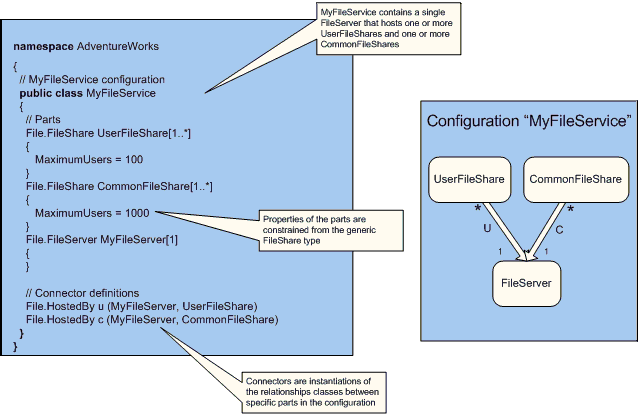 MyFileService contains a single
FileServer that hosts one or more
UserFileShares and one or more
CommonFileShares
namespace AdventureWorks
{
// MyFileService configuration
public class MyFileService
{
// Parts
File.FileShare UserFileShare[1..*]
{
MaximumUsers = 100
}
File.FileShare CommonFileShare[1..*]
{
MaximumUsers = 1000
}
File.FileServer MyFileServer[1]
{
}
// Connector definitions
File.HostedBy u (MyFileServer, UserFileShare)
File.HostedBy c (MyFileServer, CommonFileShare)
}
}
Properties of the parts are
constrained from the generic
FileShare type
Connectors are instantiations of
the relationships classes between
specific parts in the configuration
Configuration “MyFileService”
UserFileShare
CommonFileShare
* *
U C
1 1
FileServer